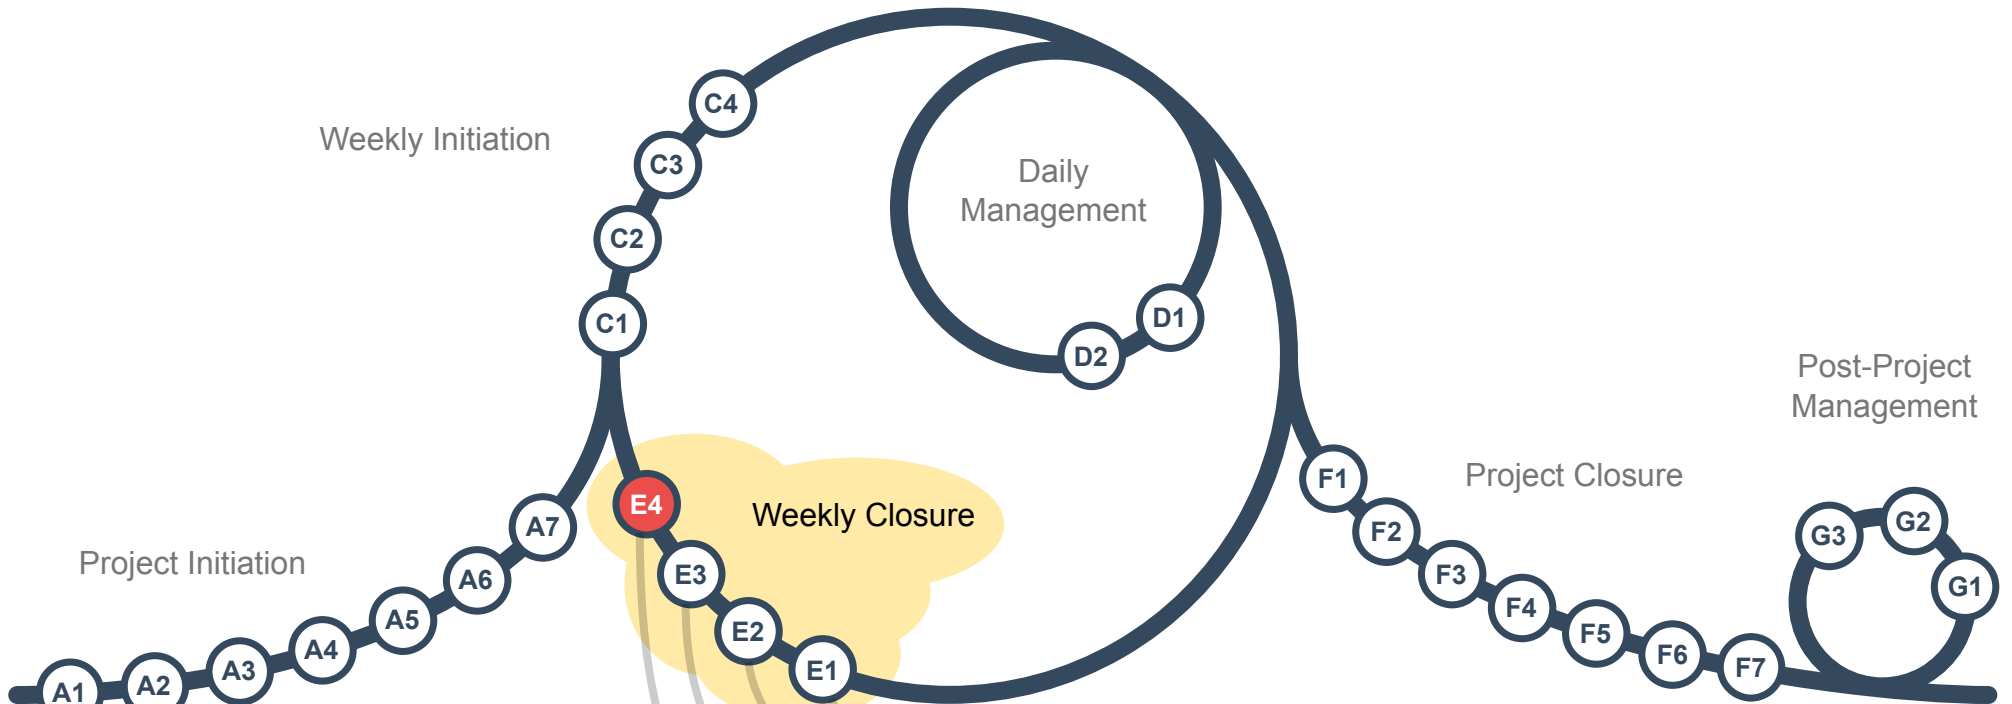 C4
Weekly Initiation
C3
C2
C1
Daily
Management
D1
D2
Post-Project
Management
E4
Weekly Closure
E3
E2
E1
Project Initiation
A7
A6
A5
A4
A3
A2
A1
F1
Project Closure
F2
F3
F4
F5
F6
F7
G3
G2
G1